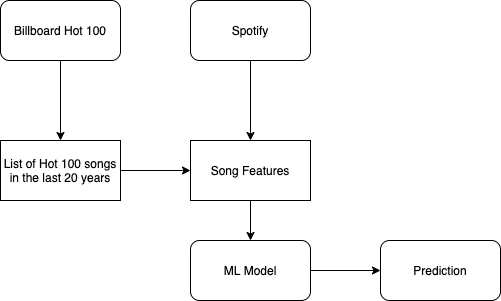 Billboard Hot 100
Spotify
List of Hot 100 songs
in the last 20 years
Song Features
ML Model
Prediction